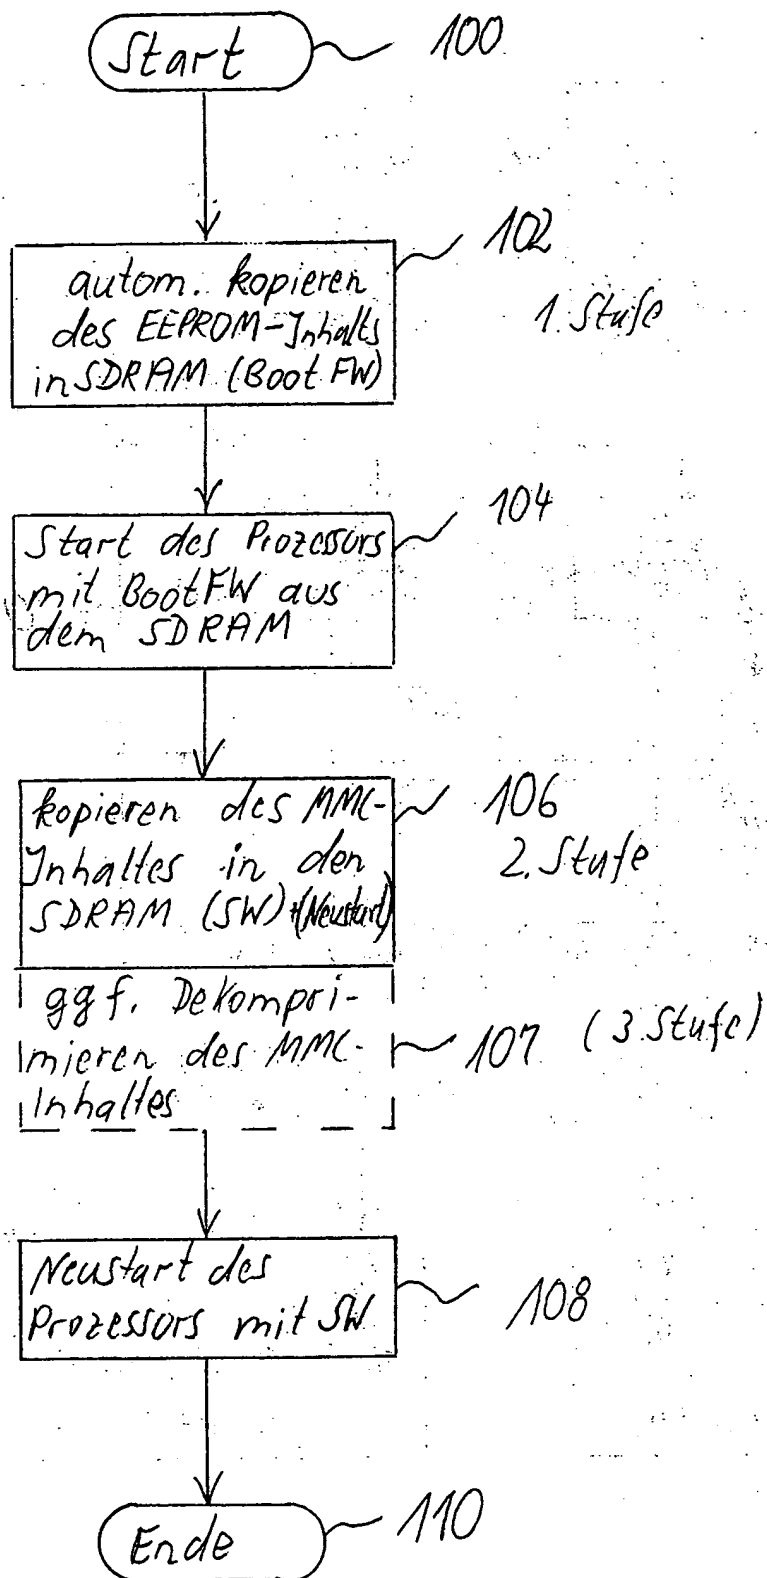 Start
100
autom. kopieren
des EEPROM-Inhalts
in SDRAM (Boot FW)
102
1. Stufe
Start des Prozessors
mit BootFW aus
dem SDRAM
104
kopieren des MMC-
Inhaltes in den
SDRAM (SW) +(Neustart)
106
2. Stufe
ggf. Dekompri-
mieren des MMC-
Inhaltes
107 (3. Stufe)
Neustart des
Prozessors mit SW
108
Ende
110